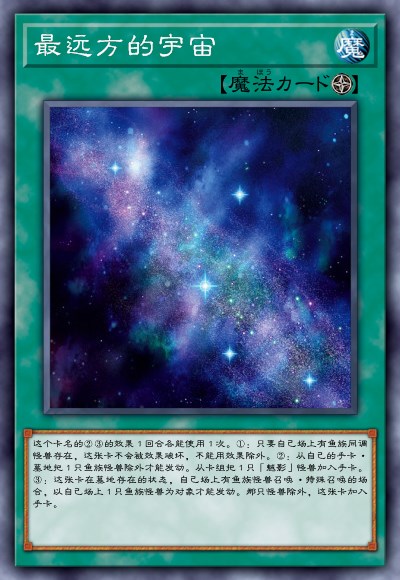 最远方的宇宙
魔
【魔法カード】
ま ほう
这个卡名的②③的效果1回合各能使用1次。①：只要自己场上有鱼族同调
怪兽存在，这张卡不会被效果破坏，不能用效果除外。②：从自己的手卡·
墓地把1只鱼族怪兽除外才能发动。从卡组把1只「魊影」怪兽加入手卡。
③：这张卡在墓地存在的状态，自己场上有鱼族怪兽召唤·特殊召唤的场
合，以自己场上1只鱼族怪兽为对象才能发动。那只怪兽除外，这张卡加入
手卡。